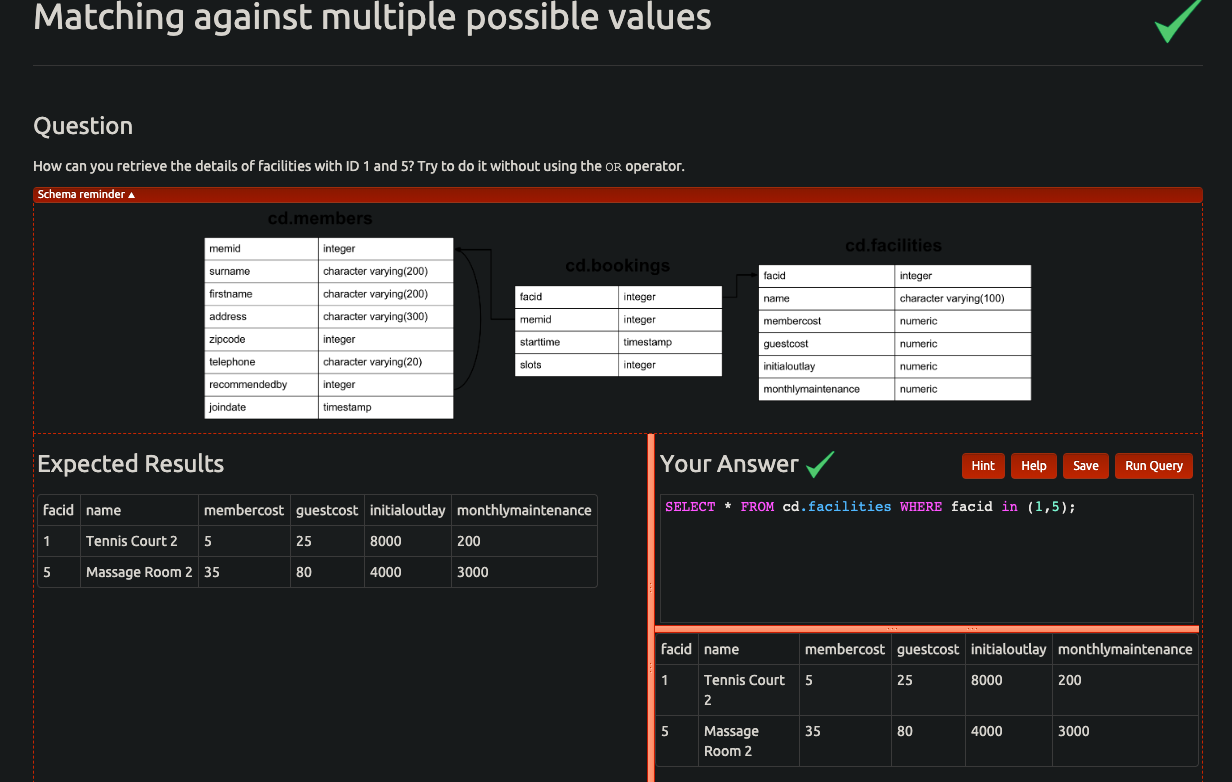 Matching against multiple possible values
Question
How can you retrieve the details of facilities with ID 1 and 5? Try to do it without using the OR operator.
Schema reminder ▲
cd.members
memid integer
surname character varying(200)
firstname character varying(200)
address character varying(300)
zipcode integer
telephone character varying(20)
recommendedby integer
joindate timestamp
cd.bookings
facid integer
memid integer
starttime timestamp
slots integer
cd.facilities
facid integer
name character varying(100)
membercost numeric
guestcost numeric
initialoutlay numeric
monthlymaintenance numeric
Expected Results
facid name membercost guestcost initialoutlay monthlymaintenance
1 Tennis Court 2 5 25 8000 200
5 Massage Room 2 35 80 4000 3000
Your Answer
Hint Help Save Run Query
SELECT * FROM cd.facilities WHERE facid in (1,5);
facid name membercost guestcost initialoutlay monthlymaintenance
1 Tennis Court 5 25 8000 200
2
5 Massage 35 80 4000 3000
Room 2